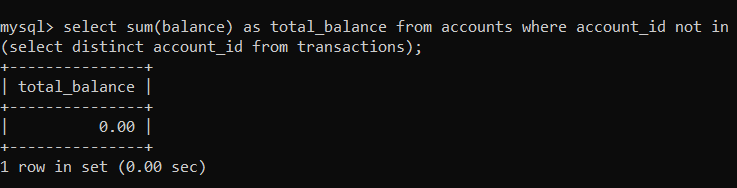 mysql> select sum(balance) as total_balance from accounts where account_id not in
(select distinct account_id from transactions);
+---------------+
| total_balance |
+---------------+
|          0.00 |
+---------------+
1 row in set (0.00 sec)